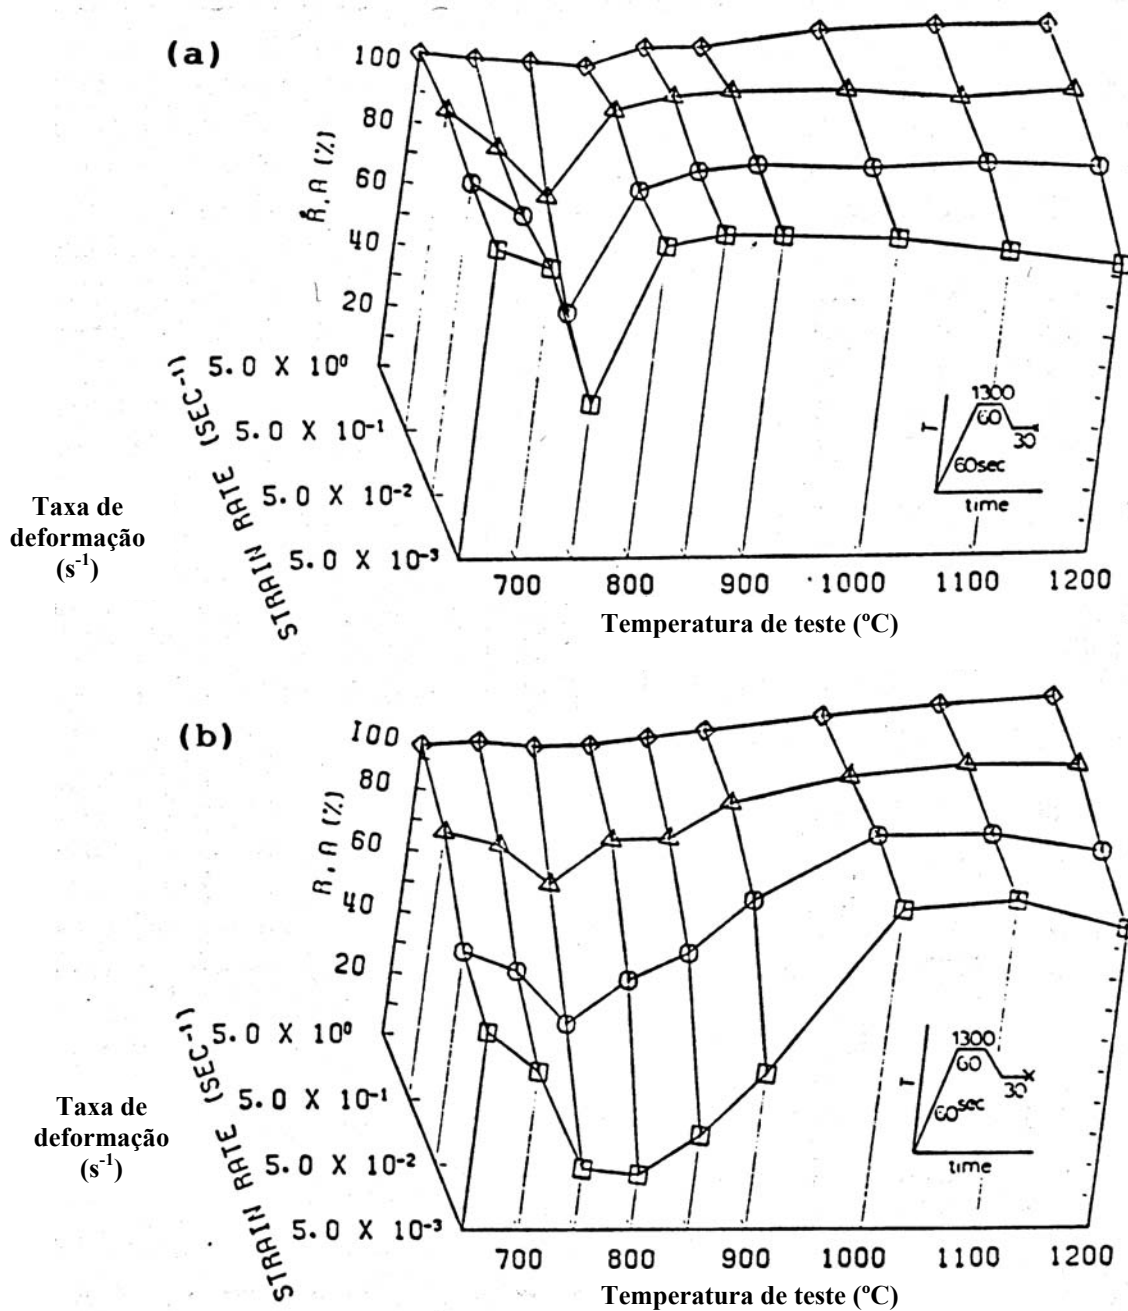 (a)
100
80
60
40
20
R.A (%)
5.0 X 10⁰
5.0 X 10⁻¹
5.0 X 10⁻²
5.0 X 10⁻³
STRAIN RATE (SEC⁻¹)
Taxa de
deformação
(s⁻¹)
1300
60
30
60sec
T
time
700 800 900 1000 1100 1200
Temperatura de teste (ºC)
(b)
100
80
60
40
20
R.A (%)
5.0 X 10⁰
5.0 X 10⁻¹
5.0 X 10⁻²
5.0 X 10⁻³
STRAIN RATE (SEC⁻¹)
Taxa de
deformação
(s⁻¹)
1300
60
30
60sec
T
time
700 800 900 1000 1100 1200
Temperatura de teste (ºC)